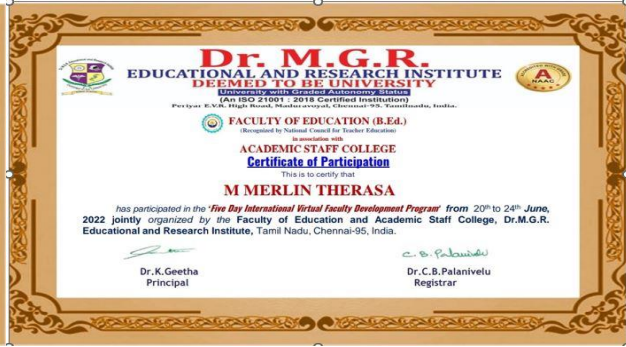 Dr. M.G.R.
EDUCATIONAL AND RESEARCH INSTITUTE
DEEMED TO BE UNIVERSITY
University with Graded Autonomy Status
(An ISO 21001 : 2018 Certified Institution)
Periyar E.V.R. High Road, Maduravoyal, Chennai-95. Tamilnadu, India.
A
NAAC
FACULTY OF EDUCATION (B.Ed.)
(Recognized by National Council for Teacher Education)
in association with
ACADEMIC STAFF COLLEGE
Certificate of Participation
This is to certify that
M MERLIN THERASA
has participated in the 'Five Day International Virtual Faculty Development Program' from 20th to 24th June,
2022 jointly organized by the Faculty of Education and Academic Staff College, Dr.M.G.R.
Educational and Research Institute, Tamil Nadu, Chennai-95, India.
C. B. Palanivelu
Dr.K.Geetha
Dr.C.B.Palanivelu
Principal
Registrar